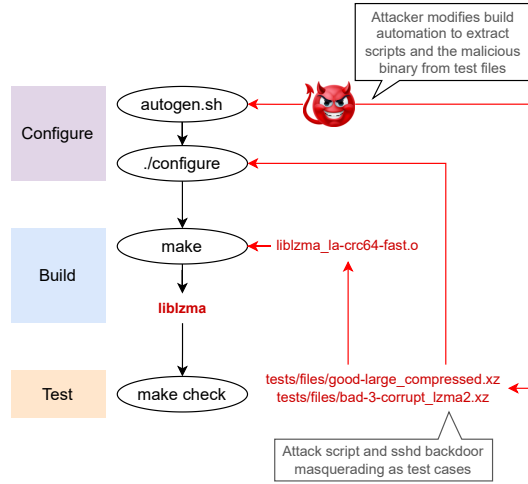 Attacker modifies build
automation to extract
scripts and the malicious
binary from test files
Configure
autogen.sh
./configure
Build
make
liblzma_la-crc64-fast.o
liblzma
Test
make check
tests/files/good-large_compressed.xz
tests/files/bad-3-corrupt_lzma2.xz
Attack script and sshd backdoor
masquerading as test cases